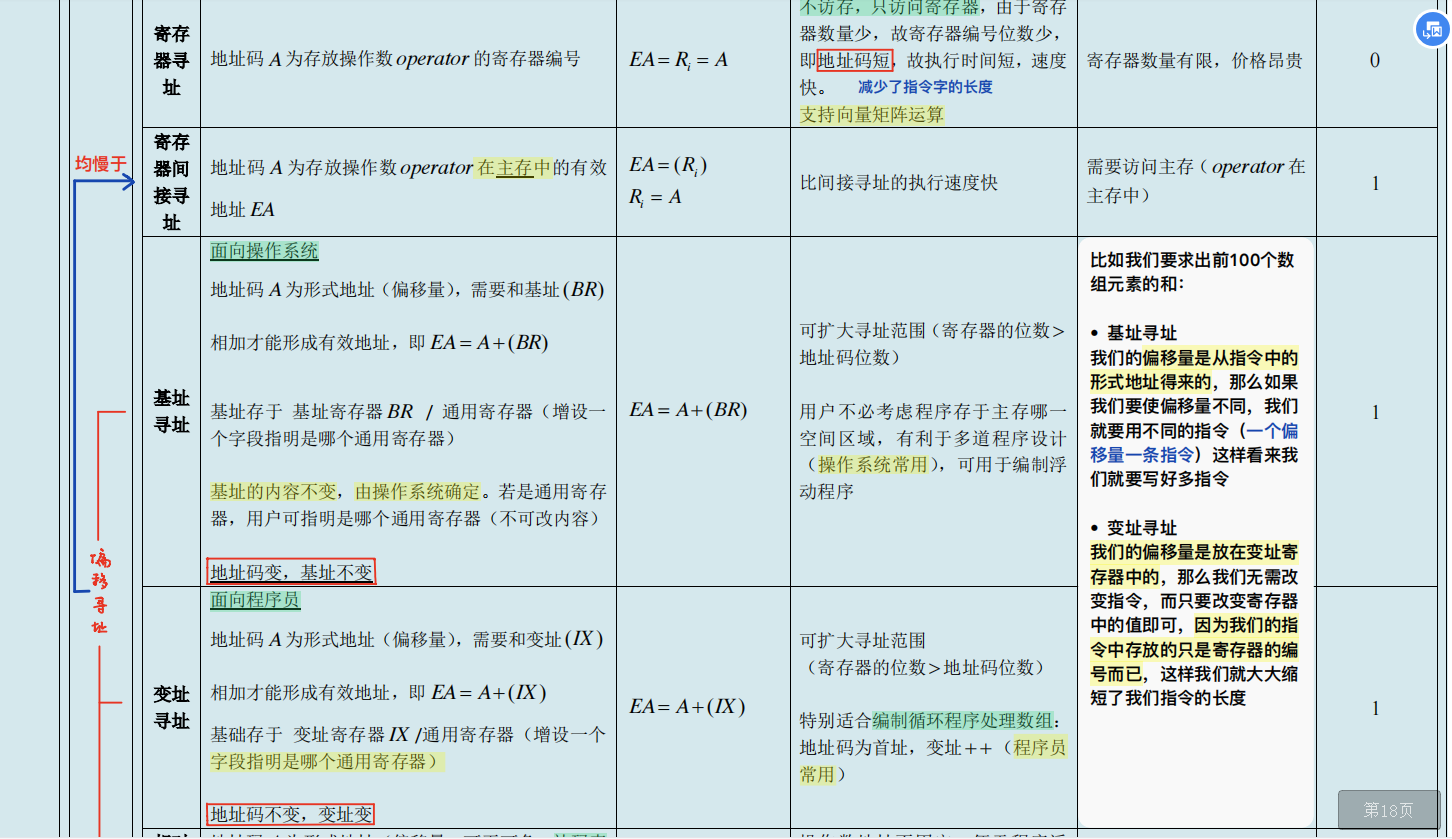 寄存
器寻
址
地址码 A 为存放操作数 operator 的寄存器编号
EA = Ri = A
不访存，只访问寄存器，由于寄存
器数量少，故寄存器编号位数少，
即地址码短，故执行时间短，速度
快。 减少了指令字的长度
支持向量矩阵运算
寄存器数量有限，价格昂贵
0
均慢于
寄存
器间
接寻
址
地址码 A 为存放操作数 operator 在主存中的有效
地址 EA
EA = (Ri)
Ri = A
比间接寻址的执行速度快
需要访问主存（operator 在
主存中）
1
偏
移
寻
址
基址
寻址
面向操作系统
地址码 A 为形式地址（偏移量），需要和基址 (BR)
相加才能形成有效地址，即 EA = A+(BR)
基址存于 基址寄存器 BR / 通用寄存器（增设一
个字段指明是哪个通用寄存器）
基址的内容不变，由操作系统确定。若是通用寄存
器，用户可指明是哪个通用寄存器（不可改内容）
地址码变，基址不变
EA = A+(BR)
可扩大寻址范围（寄存器的位数>
地址码位数）
用户不必考虑程序存于主存哪一
空间区域，有利于多道程序设计
（操作系统常用），可用于编制浮
动程序
比如我们要求出前100个数
组元素的和：
• 基址寻址
我们的偏移量是从指令中的
形式地址得来的，那么如果
我们要使偏移量不同，我们
就要用不同的指令（一个偏
移量一条指令）这样看来我
们就要写好多指令
• 变址寻址
我们的偏移量是放在变址寄
存器中的，那么我们无需改
变指令，而只要改变寄存器
中的值即可，因为我们的指
令中存放的只是寄存器的编
号而已，这样我们就大大缩
短了我们指令的长度
1
变址
寻址
面向程序员
地址码 A 为形式地址（偏移量），需要和变址 (IX)
相加才能形成有效地址，即 EA = A+(IX)
基础存于 变址寄存器 IX /通用寄存器（增设一个
字段指明是哪个通用寄存器）
地址码不变，变址变
EA = A+(IX)
可扩大寻址范围
（寄存器的位数>地址码位数）
特别适合编制循环程序处理数组：
地址码为首址，变址++（程序员
常用）
1
第18页